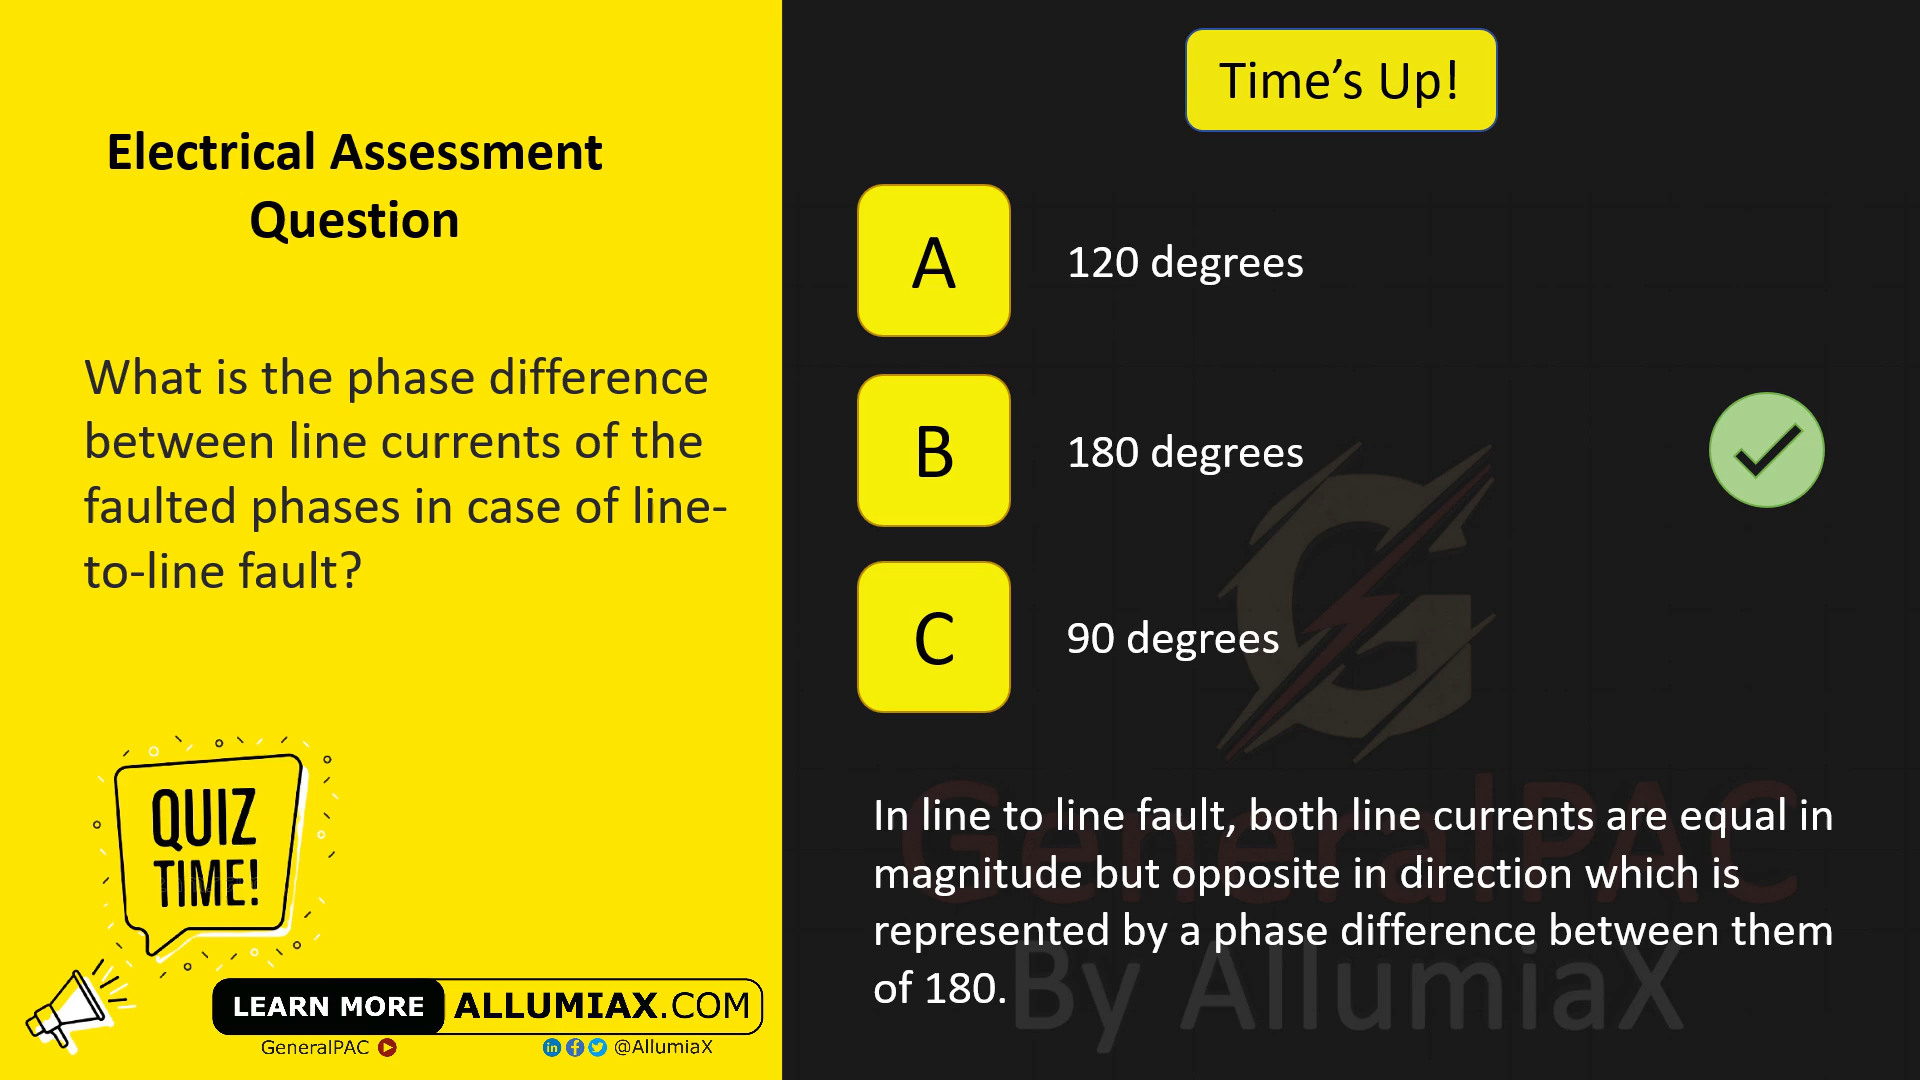 Electrical Assessment
Question
What is the phase difference
between line currents of the
faulted phases in case of line-
to-line fault?
QUIZ
TIME!
LEARN MORE ALLUMIAX.COM
GeneralPAC
in f @AllumiaX
Time’s Up!
A 120 degrees
B 180 degrees
C 90 degrees
In line to line fault, both line currents are equal in
magnitude but opposite in direction which is
represented by a phase difference between them
of 180.
G
GeneralPAC
By AllumiaX